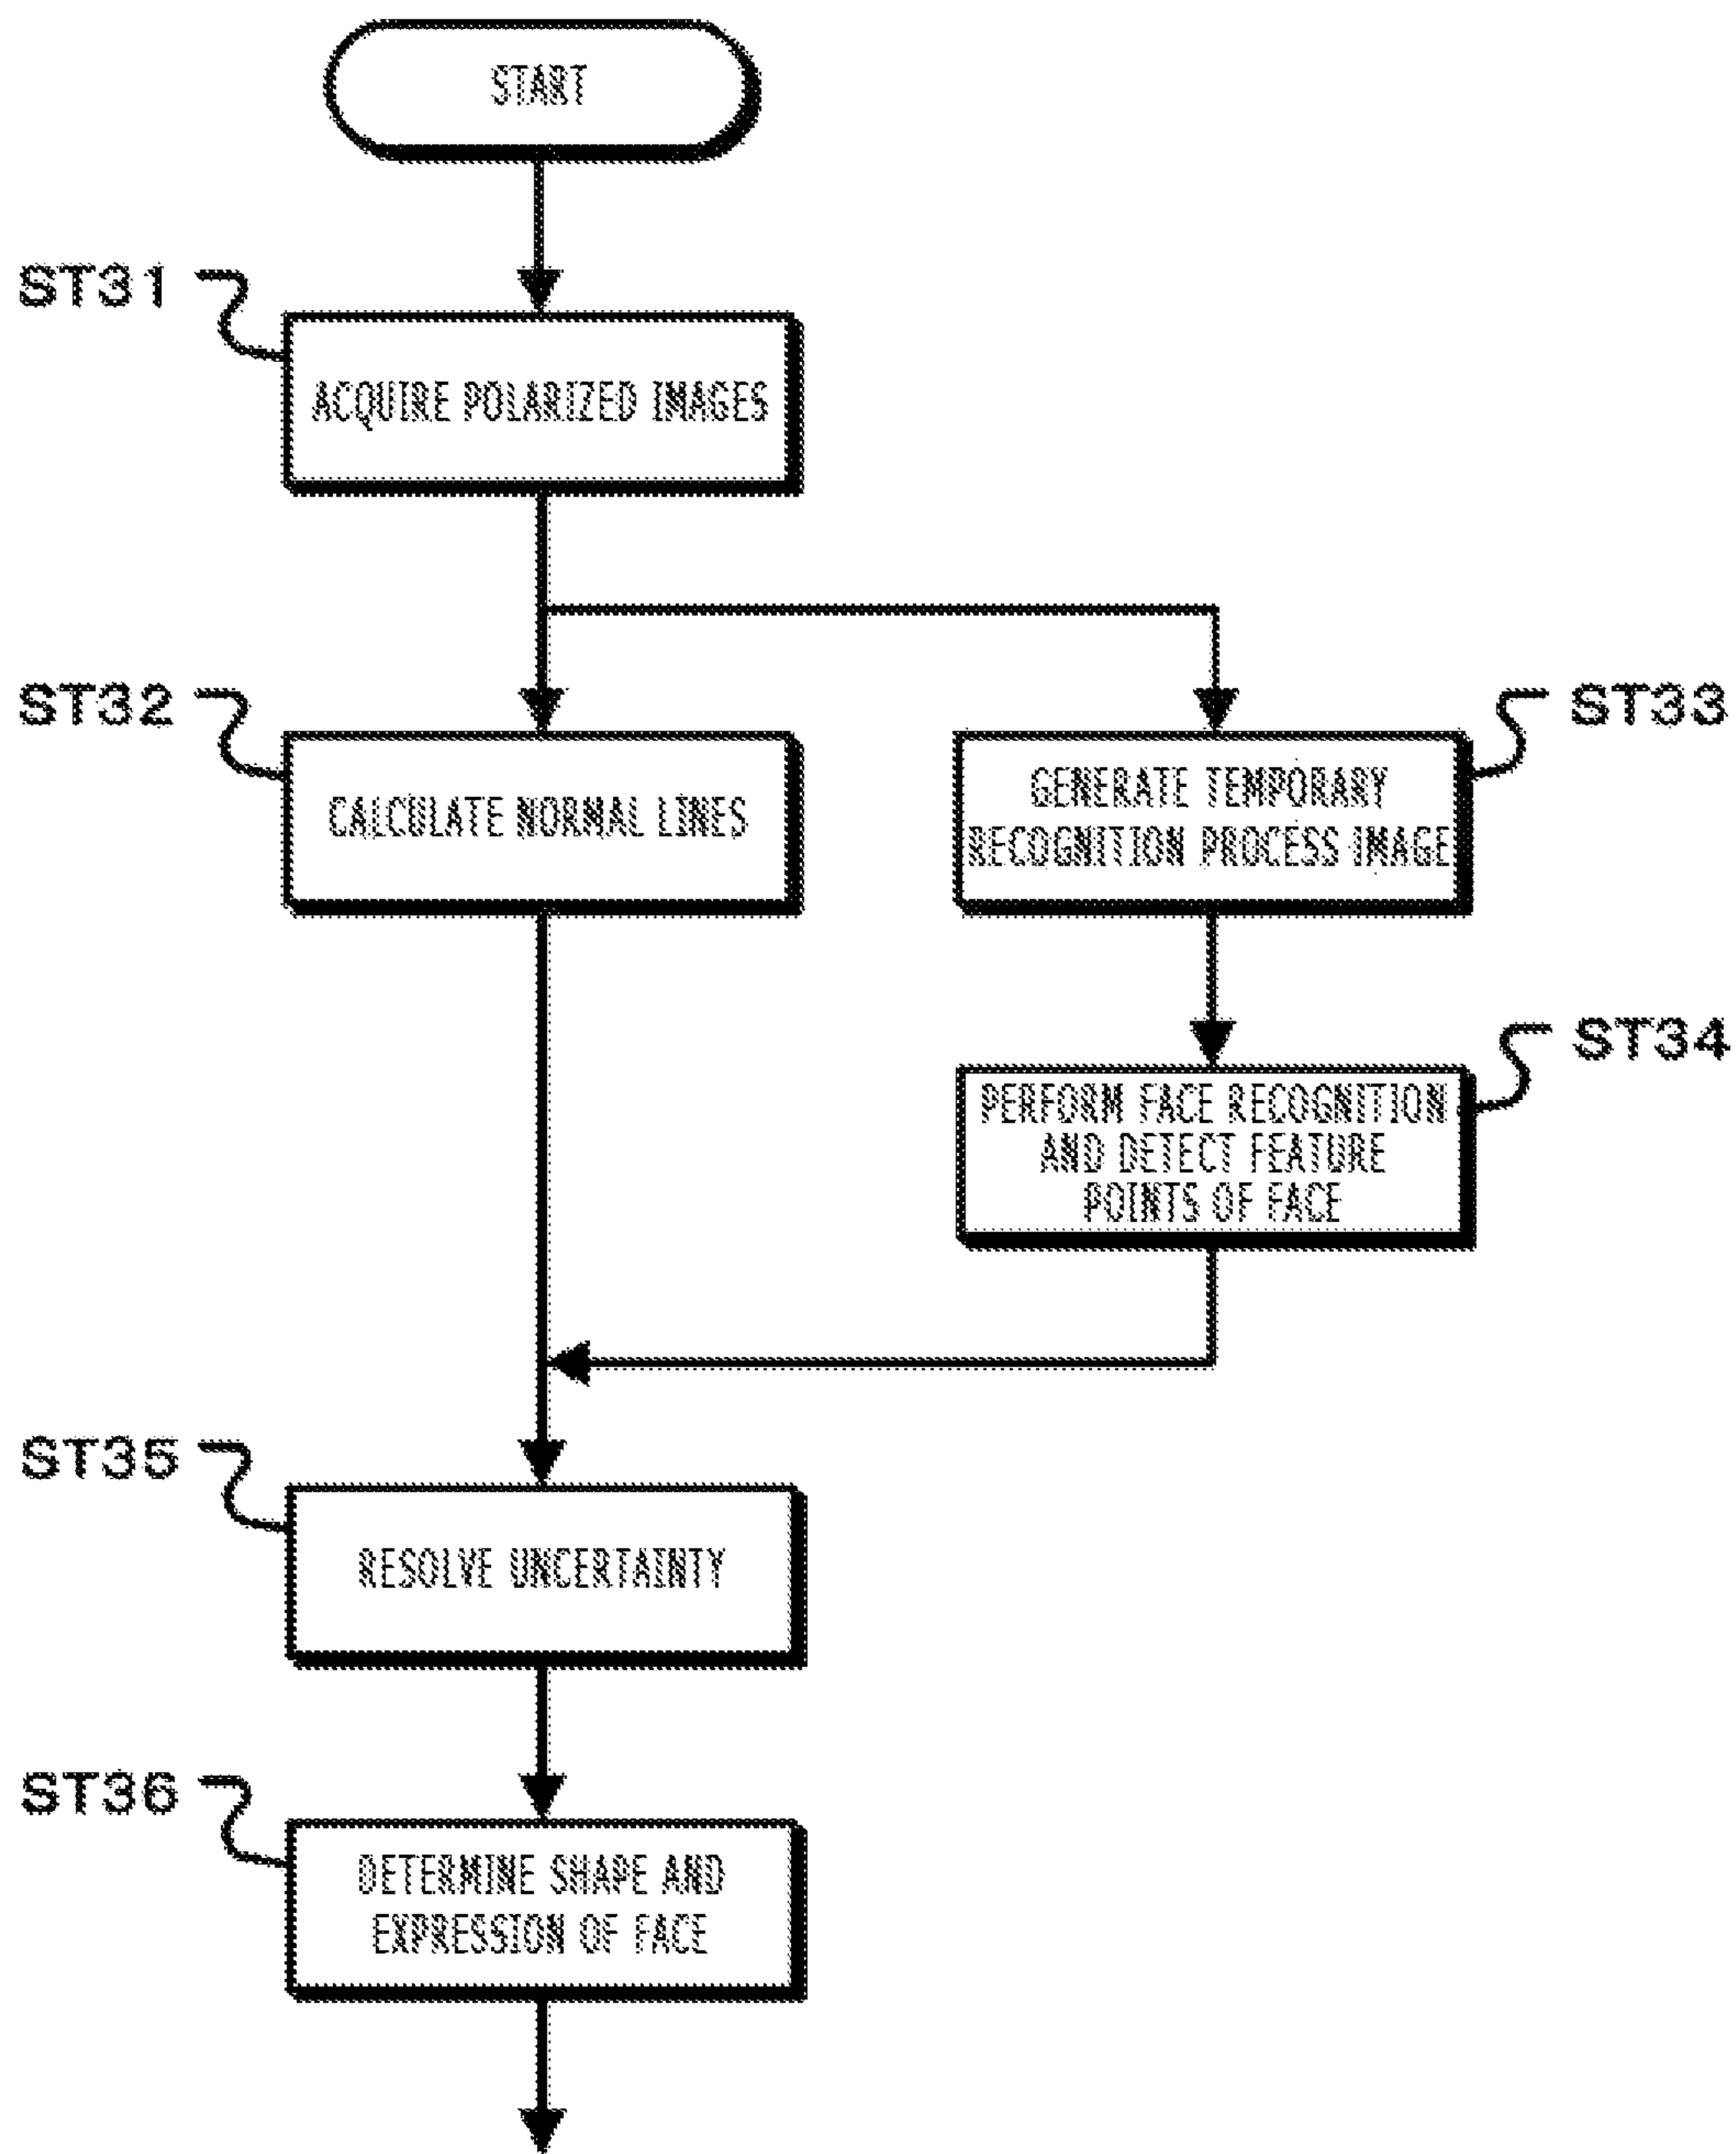 START
ST31
ACQUIRE POLARIZED IMAGES
ST32
CALCULATE NORMAL LINES
ST33
GENERATE TEMPORARY
RECOGNITION PROCESS IMAGE
ST34
PERFORM FACE RECOGNITION
AND DETECT FEATURE
POINTS OF FACE
ST35
RESOLVE UNCERTAINTY
ST36
DETERMINE SHAPE AND
EXPRESSION OF FACE